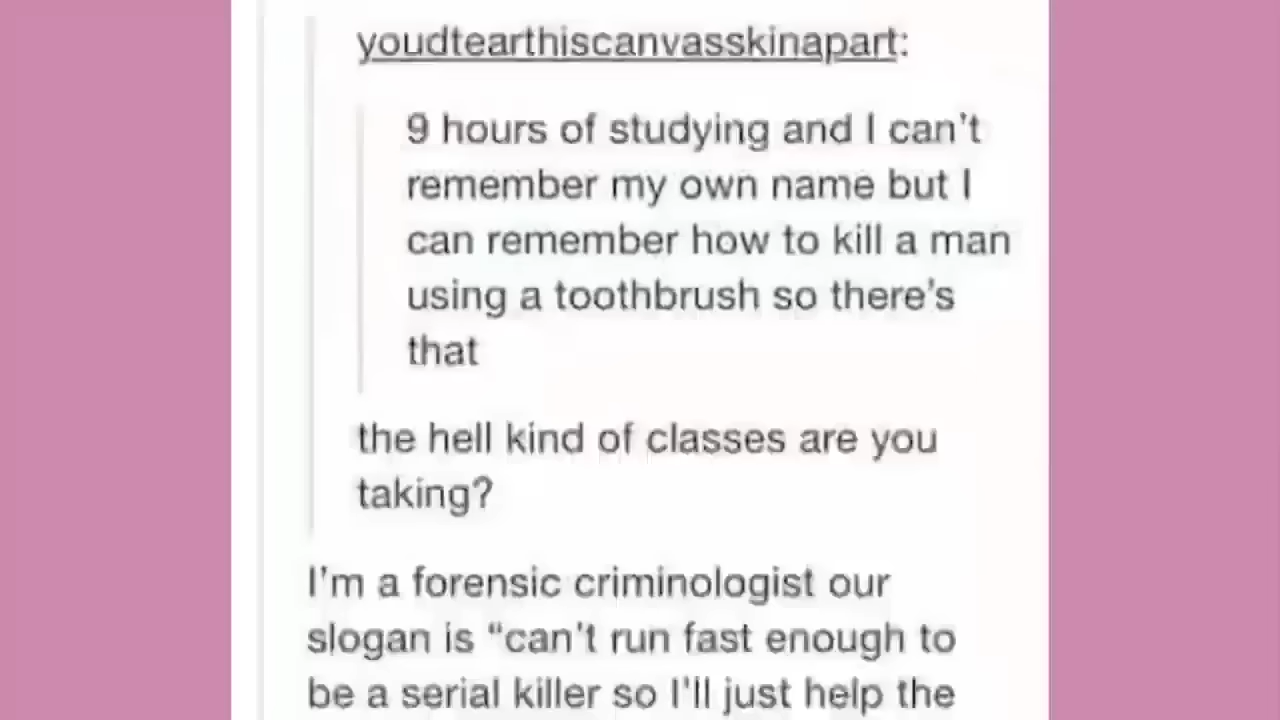 youdtearthiscanvasskinapart:
9 hours of studying and I can't
remember my own name but I
can remember how to kill a man
using a toothbrush so there's
that
the hell kind of classes are you
taking?
I'm a forensic criminologist our
slogan is “can't run fast enough to
be a serial killer so I'll just help the